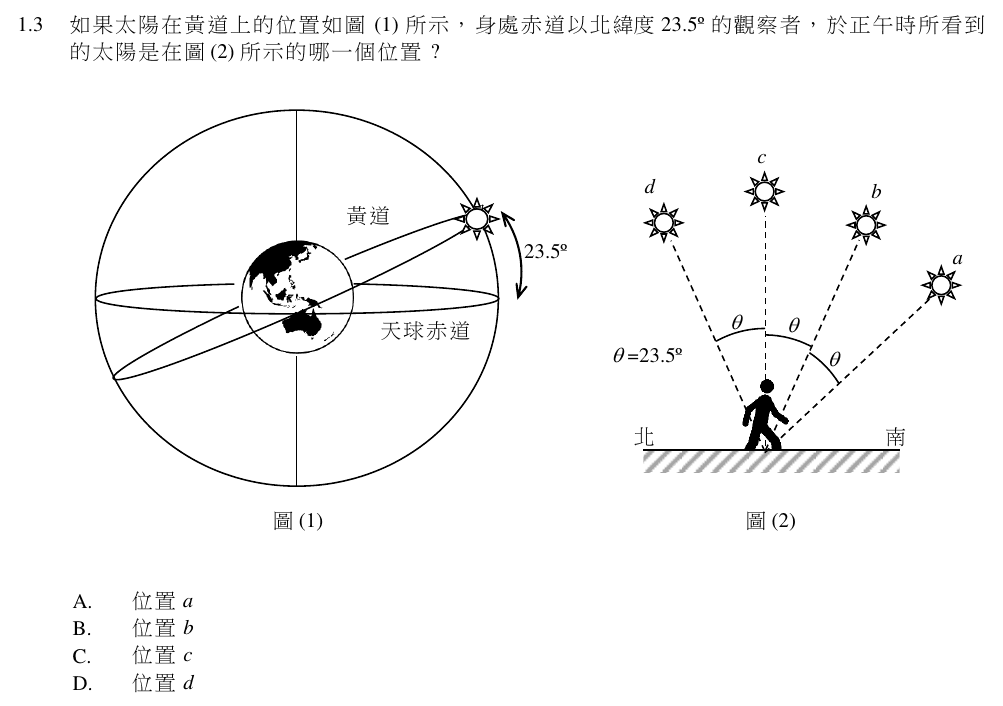 1.3 如果太陽在黃道上的位置如圖 (1) 所示，身處赤道以北緯度 23.5º 的觀察者，於正午時所看到
的太陽是在圖 (2) 所示的哪一個位置？
黃道
23.5º
天球赤道
圖 (1)
c
d
b
a
θ
θ
θ
θ=23.5º
北
南
圖 (2)
A. 位置 a
B. 位置 b
C. 位置 c
D. 位置 d